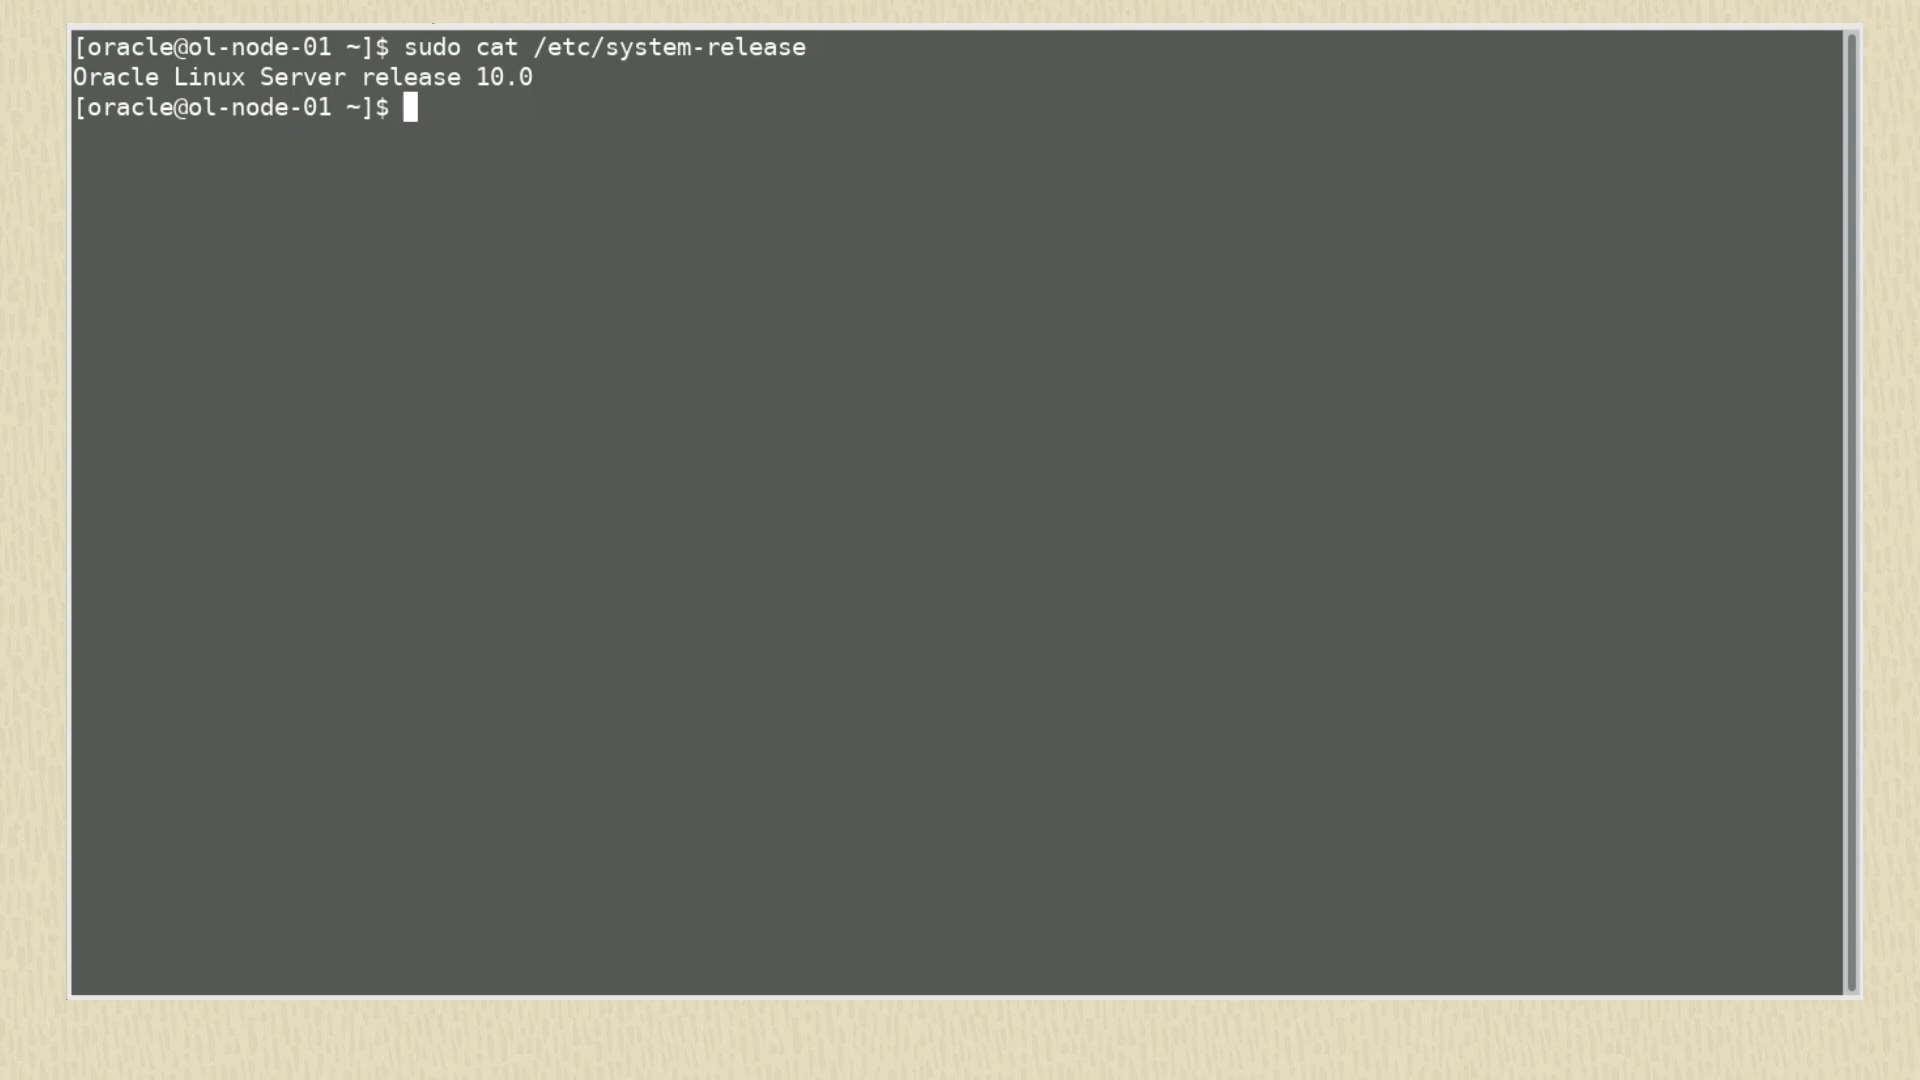 [oracle@ol-node-01 ~]$ sudo cat /etc/system-release
Oracle Linux Server release 10.0
[oracle@ol-node-01 ~]$